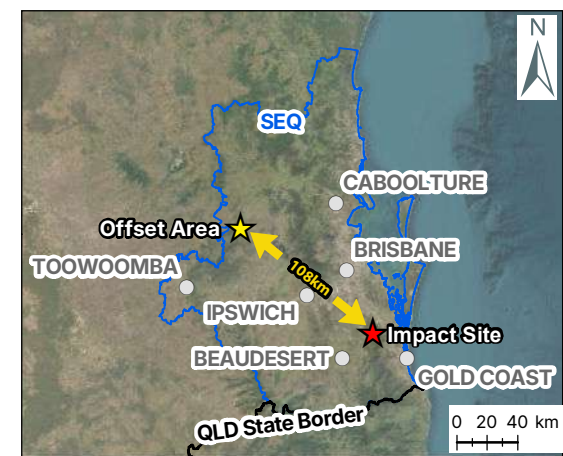 N
SEQ
CABOOLTURE
Offset Area
BRISBANE
TOOWOOMBA
108km
IPSWICH
Impact Site
BEAUDESERT
GOLD COAST
QLD State Border
0 20 40 km